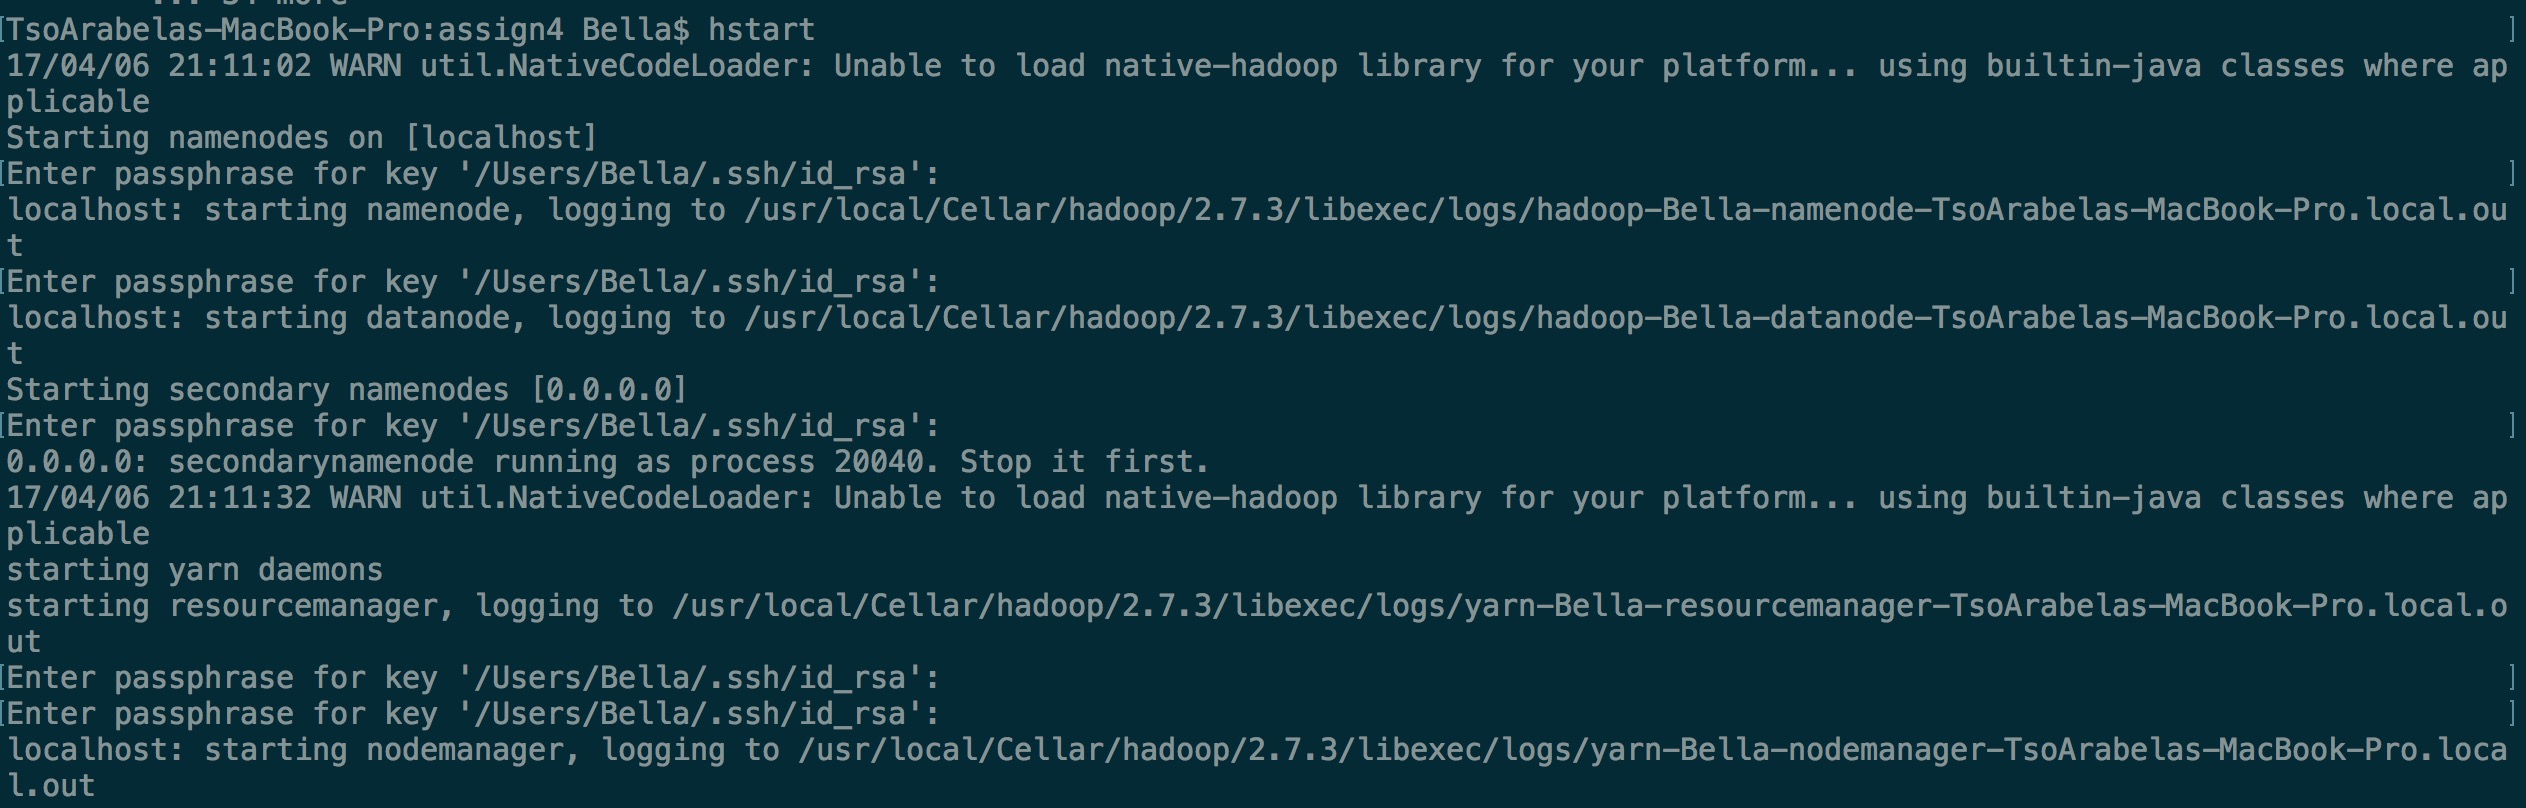 ... 34 more
[TsoArabelas-MacBook-Pro:assign4 Bella$ hstart ]
17/04/06 21:11:02 WARN util.NativeCodeLoader: Unable to load native-hadoop library for your platform... using builtin-java classes where ap
plicable
Starting namenodes on [localhost]
[Enter passphrase for key '/Users/Bella/.ssh/id_rsa': ]
localhost: starting namenode, logging to /usr/local/Cellar/hadoop/2.7.3/libexec/logs/hadoop-Bella-namenode-TsoArabelas-MacBook-Pro.local.ou
t
[Enter passphrase for key '/Users/Bella/.ssh/id_rsa': ]
localhost: starting datanode, logging to /usr/local/Cellar/hadoop/2.7.3/libexec/logs/hadoop-Bella-datanode-TsoArabelas-MacBook-Pro.local.ou
t
Starting secondary namenodes [0.0.0.0]
[Enter passphrase for key '/Users/Bella/.ssh/id_rsa': ]
0.0.0.0: secondarynamenode running as process 20040. Stop it first.
17/04/06 21:11:32 WARN util.NativeCodeLoader: Unable to load native-hadoop library for your platform... using builtin-java classes where ap
plicable
starting yarn daemons
starting resourcemanager, logging to /usr/local/Cellar/hadoop/2.7.3/libexec/logs/yarn-Bella-resourcemanager-TsoArabelas-MacBook-Pro.local.o
ut
[Enter passphrase for key '/Users/Bella/.ssh/id_rsa': ]
[Enter passphrase for key '/Users/Bella/.ssh/id_rsa': ]
localhost: starting nodemanager, logging to /usr/local/Cellar/hadoop/2.7.3/libexec/logs/yarn-Bella-nodemanager-TsoArabelas-MacBook-Pro.loca
l.out